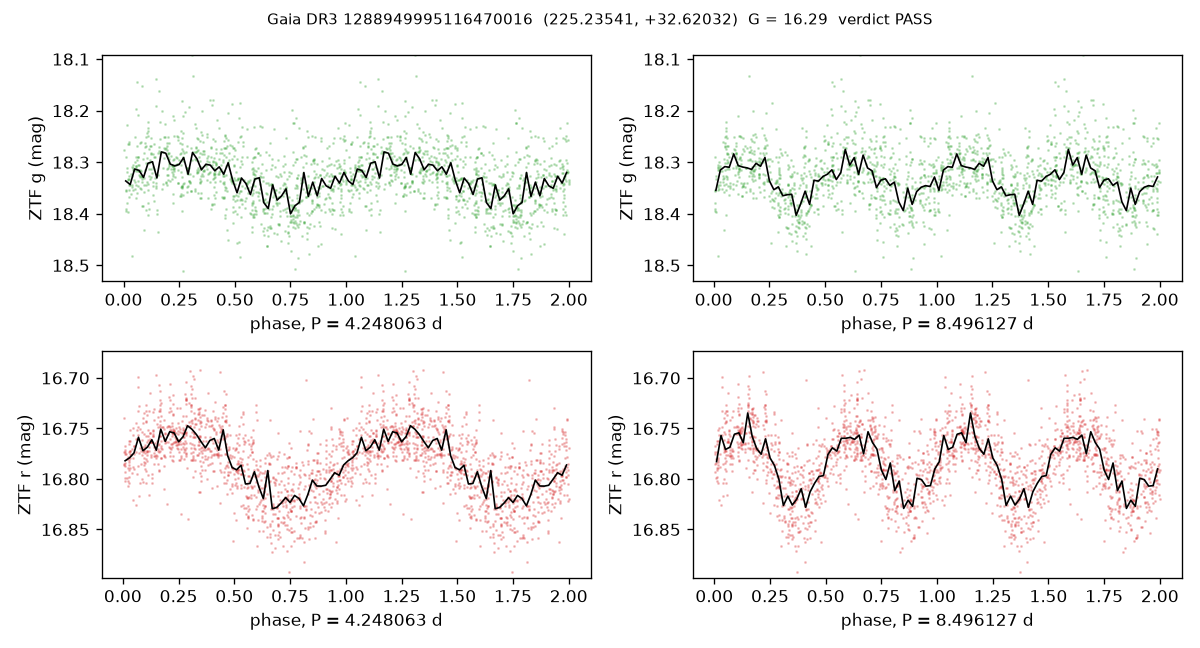 Gaia DR3 1288949995116470016  (225.23541, +32.62032)  G = 16.29  verdict PASS
ZTF g (mag)
18.1
18.2
18.3
18.4
18.5
0.00 0.25 0.50 0.75 1.00 1.25 1.50 1.75 2.00
phase, P = 4.248063 d
ZTF g (mag)
18.1
18.2
18.3
18.4
18.5
0.00 0.25 0.50 0.75 1.00 1.25 1.50 1.75 2.00
phase, P = 8.496127 d
ZTF r (mag)
16.70
16.75
16.80
16.85
0.00 0.25 0.50 0.75 1.00 1.25 1.50 1.75 2.00
phase, P = 4.248063 d
ZTF r (mag)
16.70
16.75
16.80
16.85
0.00 0.25 0.50 0.75 1.00 1.25 1.50 1.75 2.00
phase, P = 8.496127 d